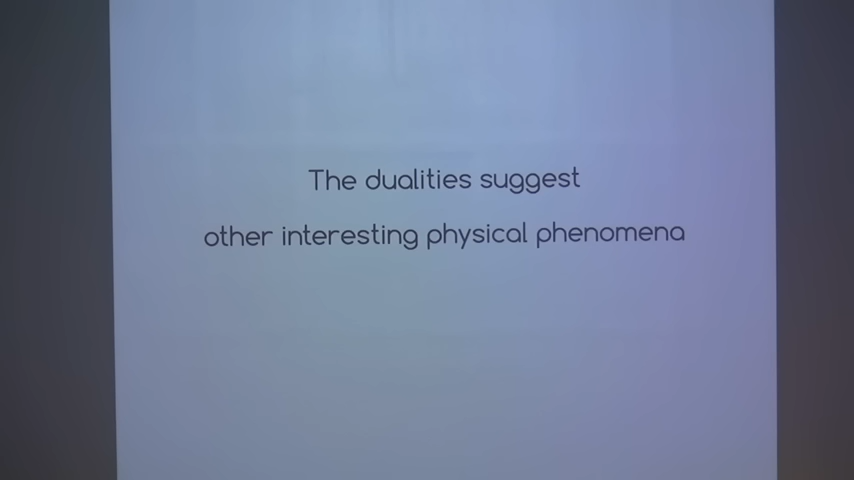 The dualities suggest
other interesting physical phenomena